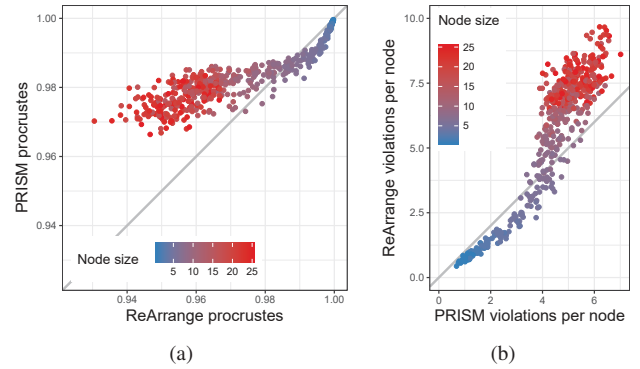 1.00
0.98
0.96
0.94
PRISM procrustes
Node size
5 10 15 20 25
0.94 0.96 0.98 1.00
ReArrange procrustes
(a)
Node size
25
20
15
10
5
10.0
7.5
5.0
2.5
0.0
ReArrange violations per node
0 2 4 6
PRISM violations per node
(b)